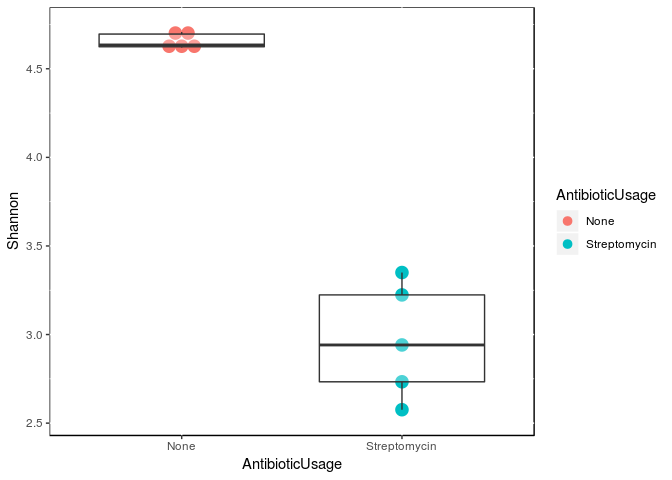 Shannon
4.5
4.0
3.5
3.0
2.5
None
Streptomycin
AntibioticUsage
AntibioticUsage
None
Streptomycin